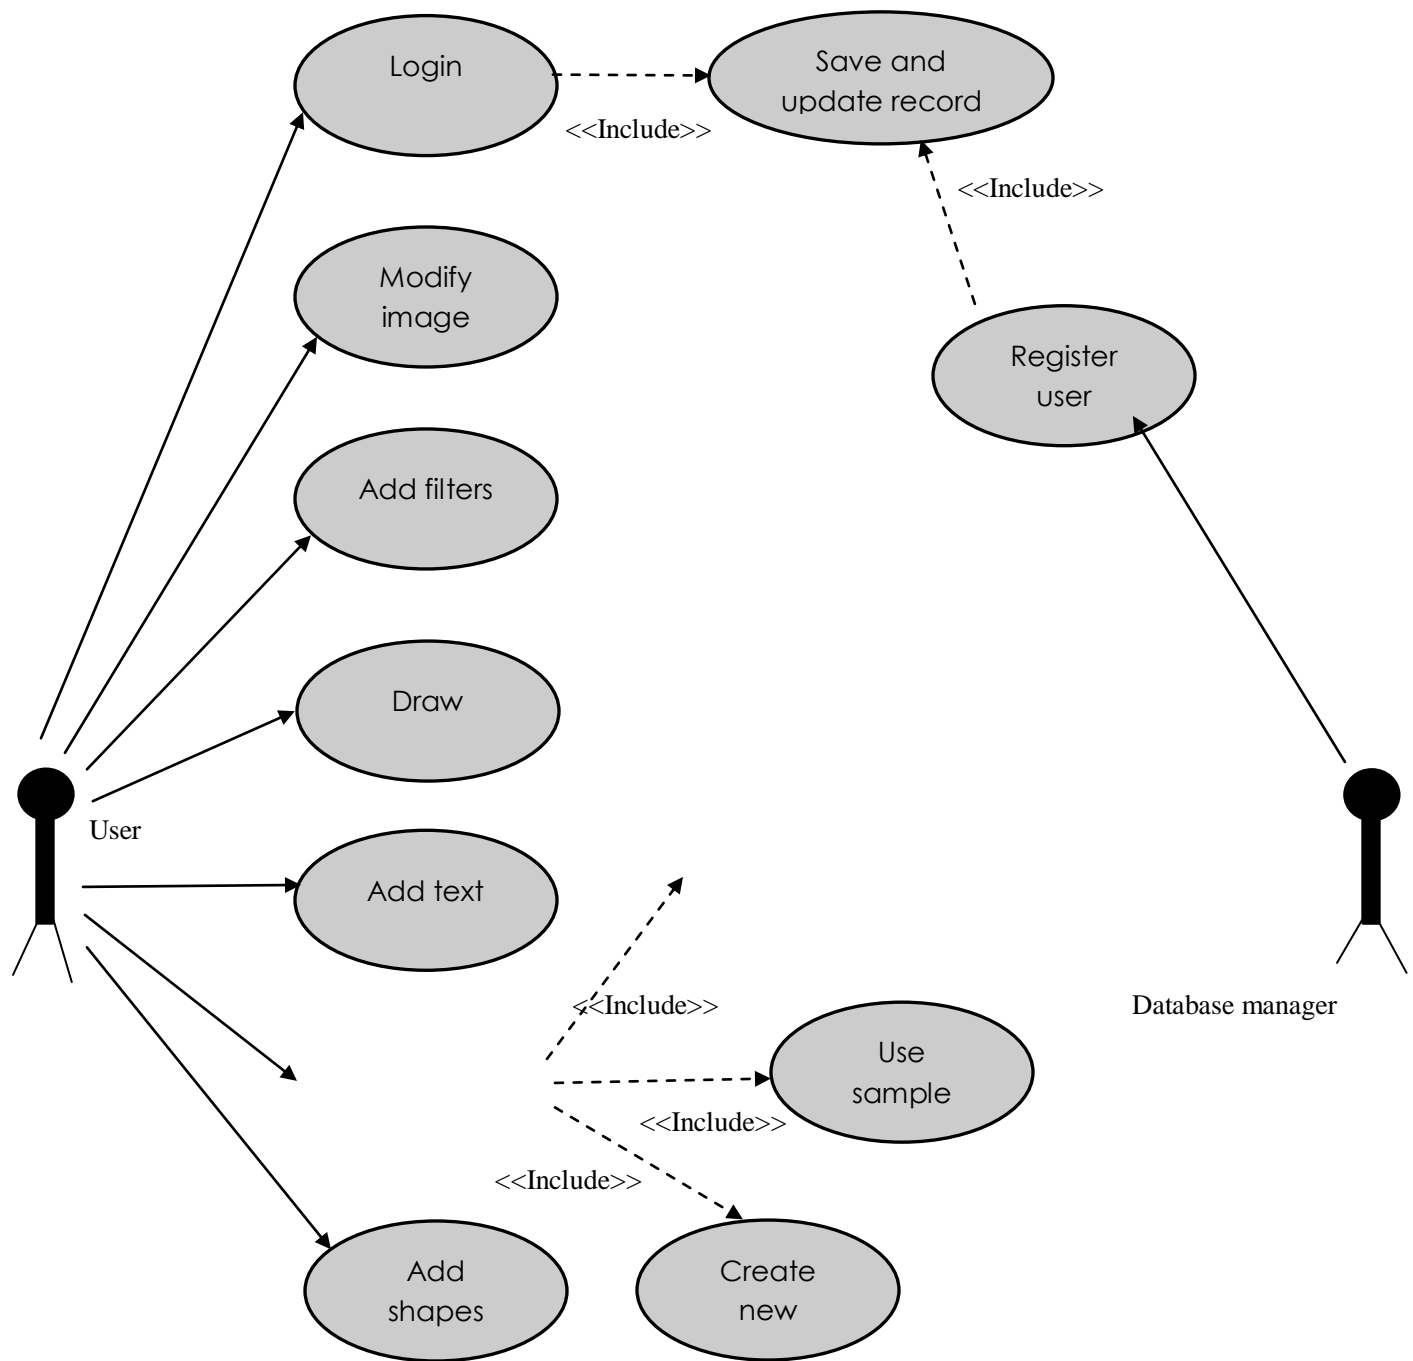 Login
Save and
update record
<<Include>>
<<Include>>
Modify
image
Register
user
Add filters
Draw
User
Add text
<<Include>>
Database manager
Use
sample
<<Include>>
<<Include>>
Add
shapes
Create
new